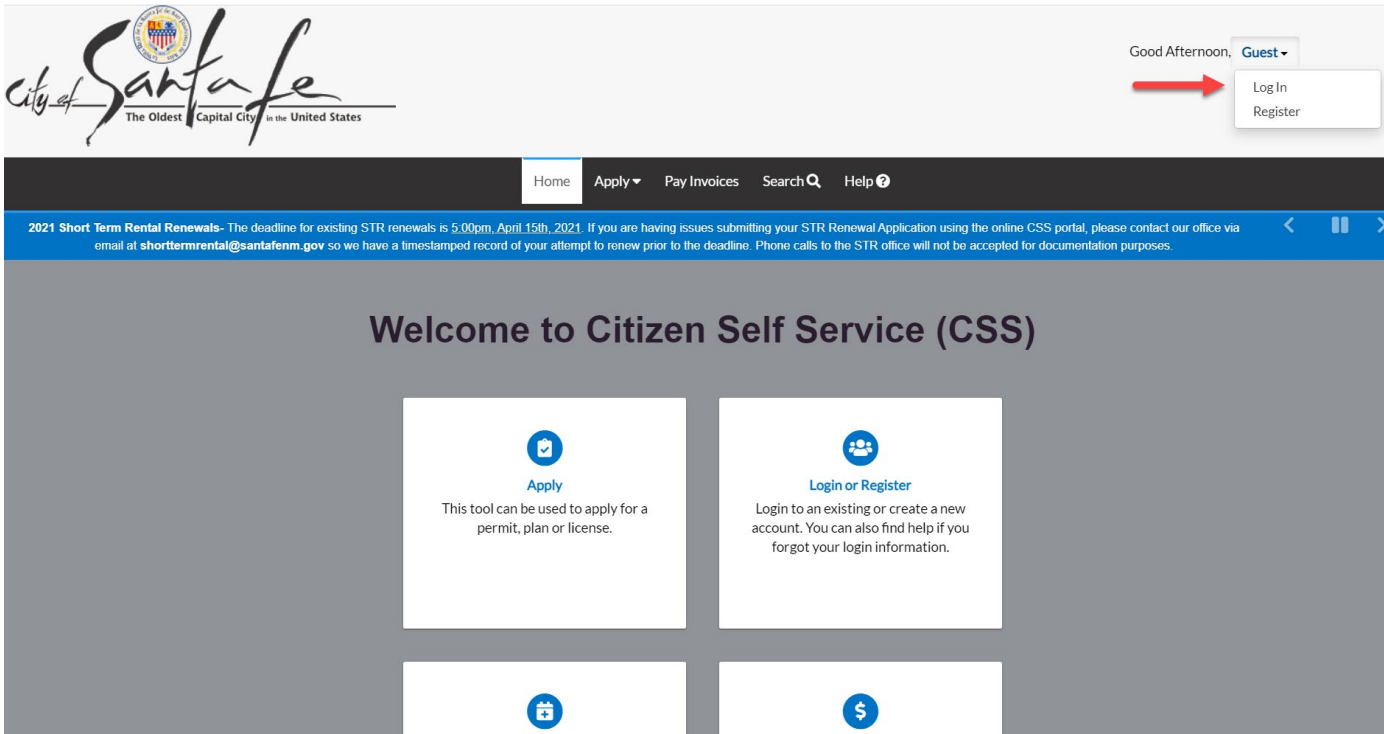 City of Santa Fe
The Oldest Capital City in the United States
Good Afternoon, Guest
Log In
Register
Home Apply Pay Invoices Search Help
2021 Short Term Rental Renewals- The deadline for existing STR renewals is 5:00pm, April 15th, 2021. If you are having issues submitting your STR Renewal Application using the online CSS portal, please contact our office via
email at shorttermrental@santafenm.gov so we have a timestamped record of your attempt to renew prior to the deadline. Phone calls to the STR office will not be accepted for documentation purposes.
Welcome to Citizen Self Service (CSS)
Apply
This tool can be used to apply for a
permit, plan or license.
Login or Register
Login to an existing or create a new
account. You can also find help if you
forgot your login information.